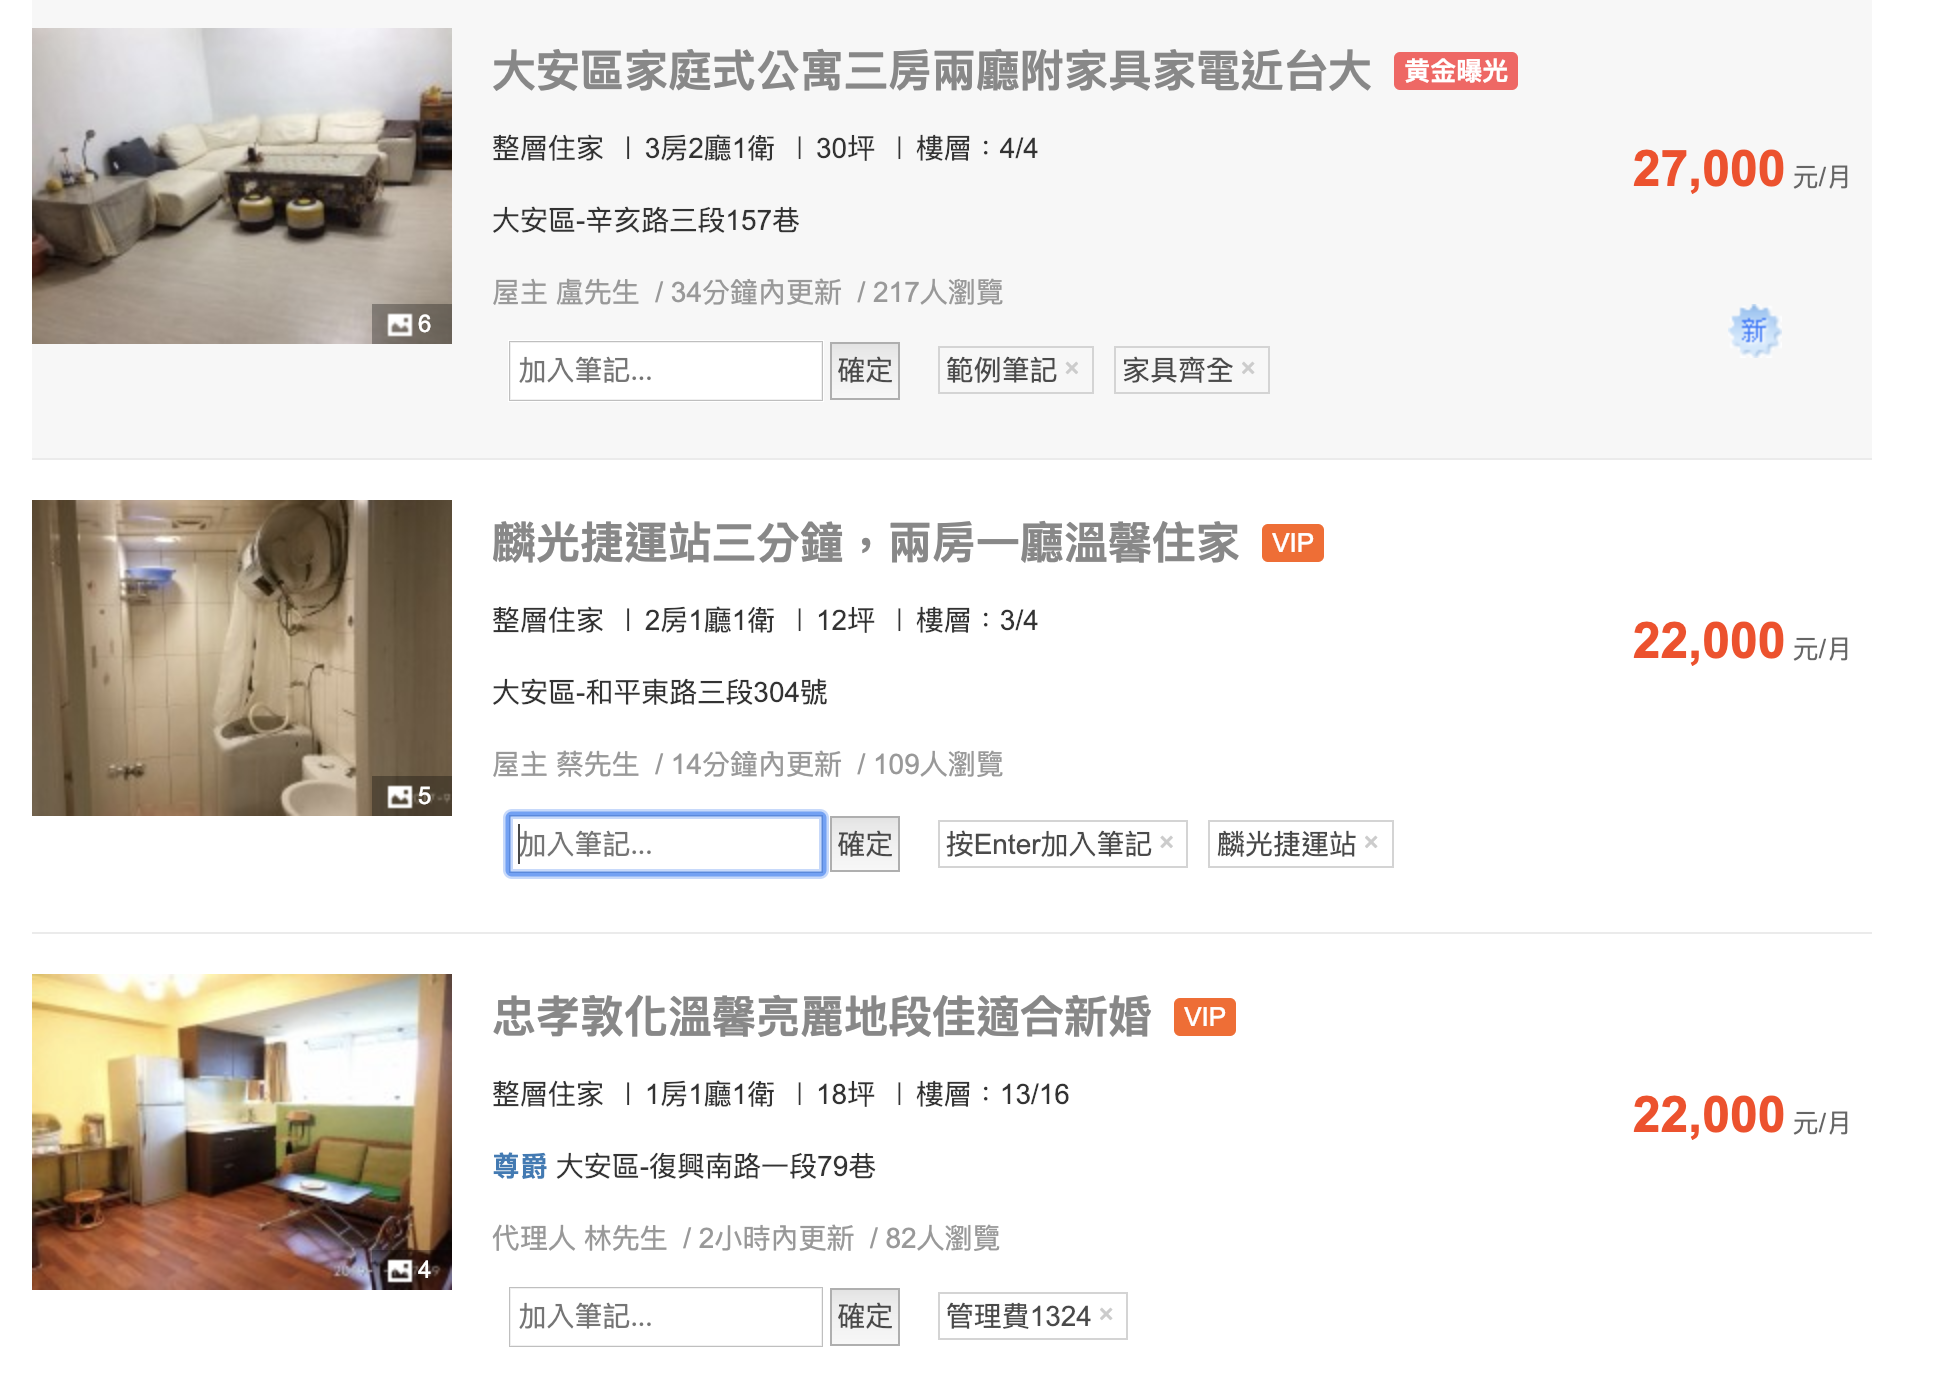 大安區家庭式公寓三房兩廳附家具家電近台大 黄金曝光
整層住家 | 3房2廳1衛 | 30坪 | 樓層：4/4
27,000 元/月
大安區-辛亥路三段157巷
屋主 盧先生 / 34分鐘內更新 / 217人瀏覽
6
新
加入筆記... 確定 範例筆記 × 家具齊全 ×
麟光捷運站三分鐘，兩房一廳溫馨住家 VIP
整層住家 | 2房1廳1衛 | 12坪 | 樓層：3/4
22,000 元/月
大安區-和平東路三段304號
屋主 蔡先生 / 14分鐘內更新 / 109人瀏覽
5
加入筆記... 確定 按Enter加入筆記 × 麟光捷運站 ×
忠孝敦化溫馨亮麗地段佳適合新婚 VIP
整層住家 | 1房1廳1衛 | 18坪 | 樓層：13/16
22,000 元/月
尊爵 大安區-復興南路一段79巷
代理人 林先生 / 2小時內更新 / 82人瀏覽
4
加入筆記... 確定 管理費1324 ×